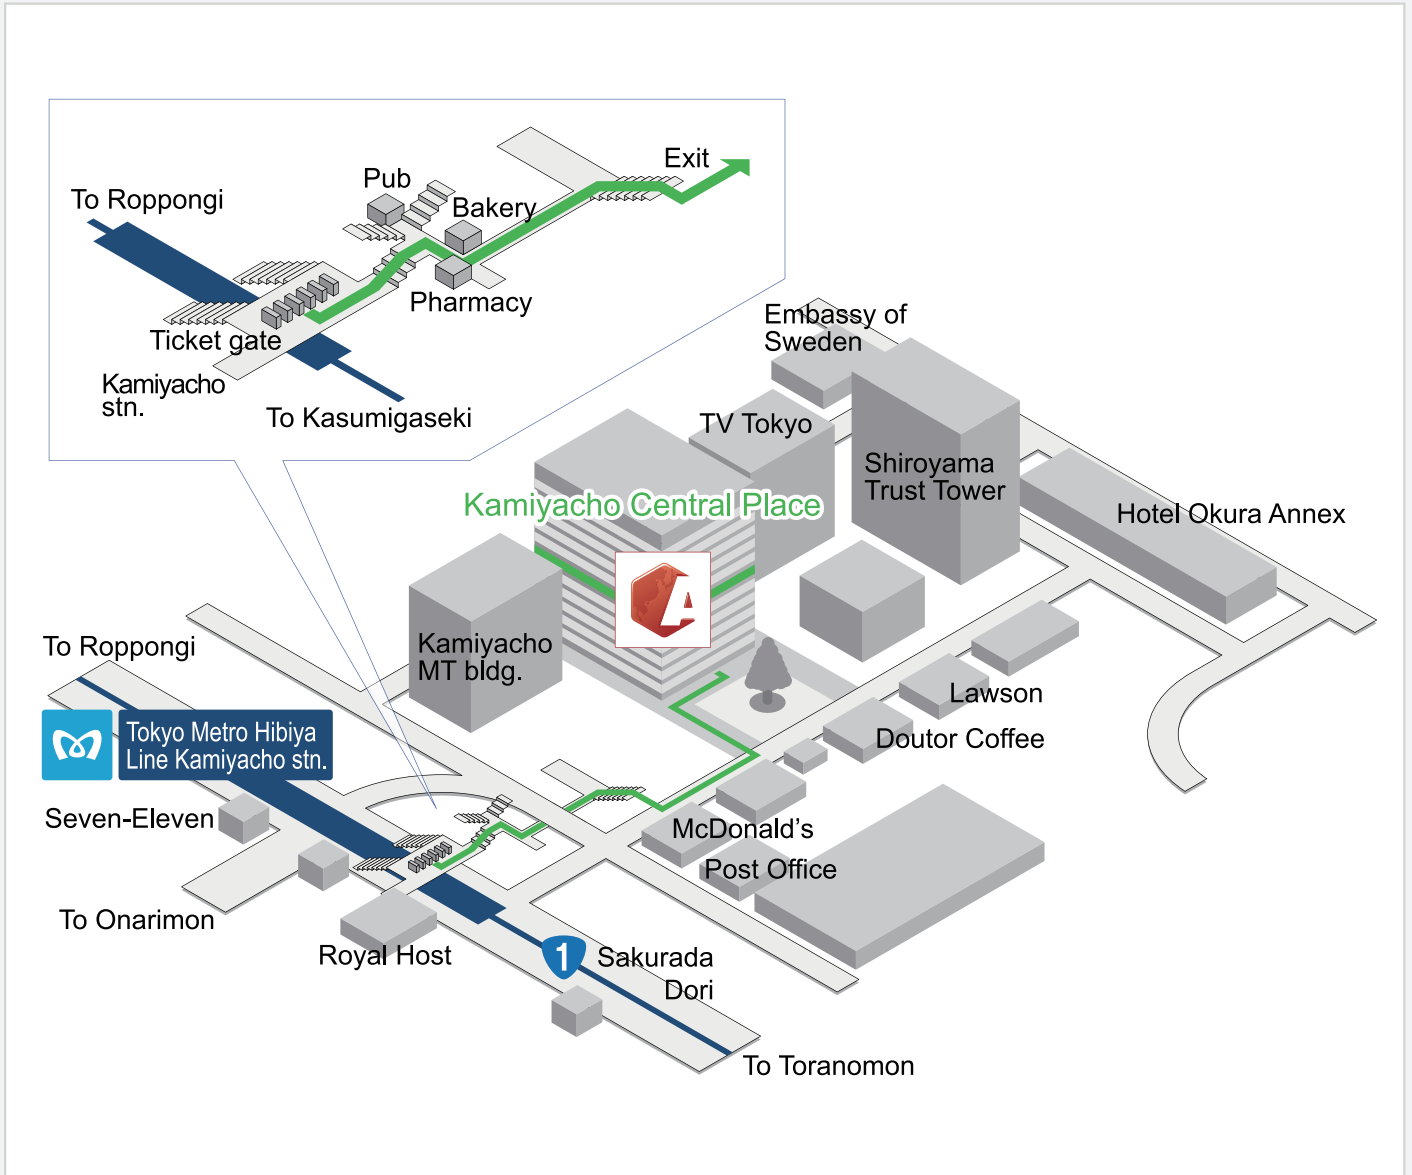 Exit
Pub
To Roppongi
Bakery
Pharmacy
Ticket gate
Kamiyacho
stn.
To Kasumigaseki
Embassy of
Sweden
TV Tokyo
Shiroyama
Trust Tower
Kamiyacho Central Place
Hotel Okura Annex
A
Kamiyacho
MT bldg.
To Roppongi
Lawson
Tokyo Metro Hibiya
Line Kamiyacho stn.
Doutor Coffee
Seven-Eleven
McDonald's
Post Office
To Onarimon
Royal Host
1
Sakurada
Dori
To Toranomon